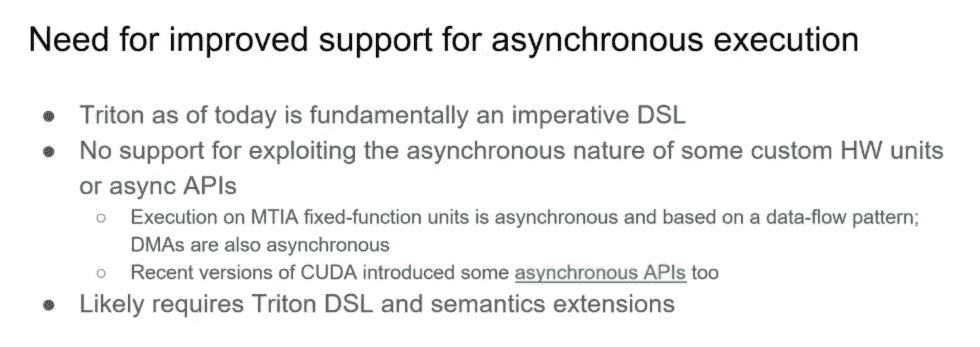 Need for improved support for asynchronous execution
● Triton as of today is fundamentally an imperative DSL
● No support for exploiting the asynchronous nature of some custom HW units
or async APIs
○ Execution on MTIA fixed-function units is asynchronous and based on a data-flow pattern;
DMAs are also asynchronous
○ Recent versions of CUDA introduced some asynchronous APIs too
● Likely requires Triton DSL and semantics extensions